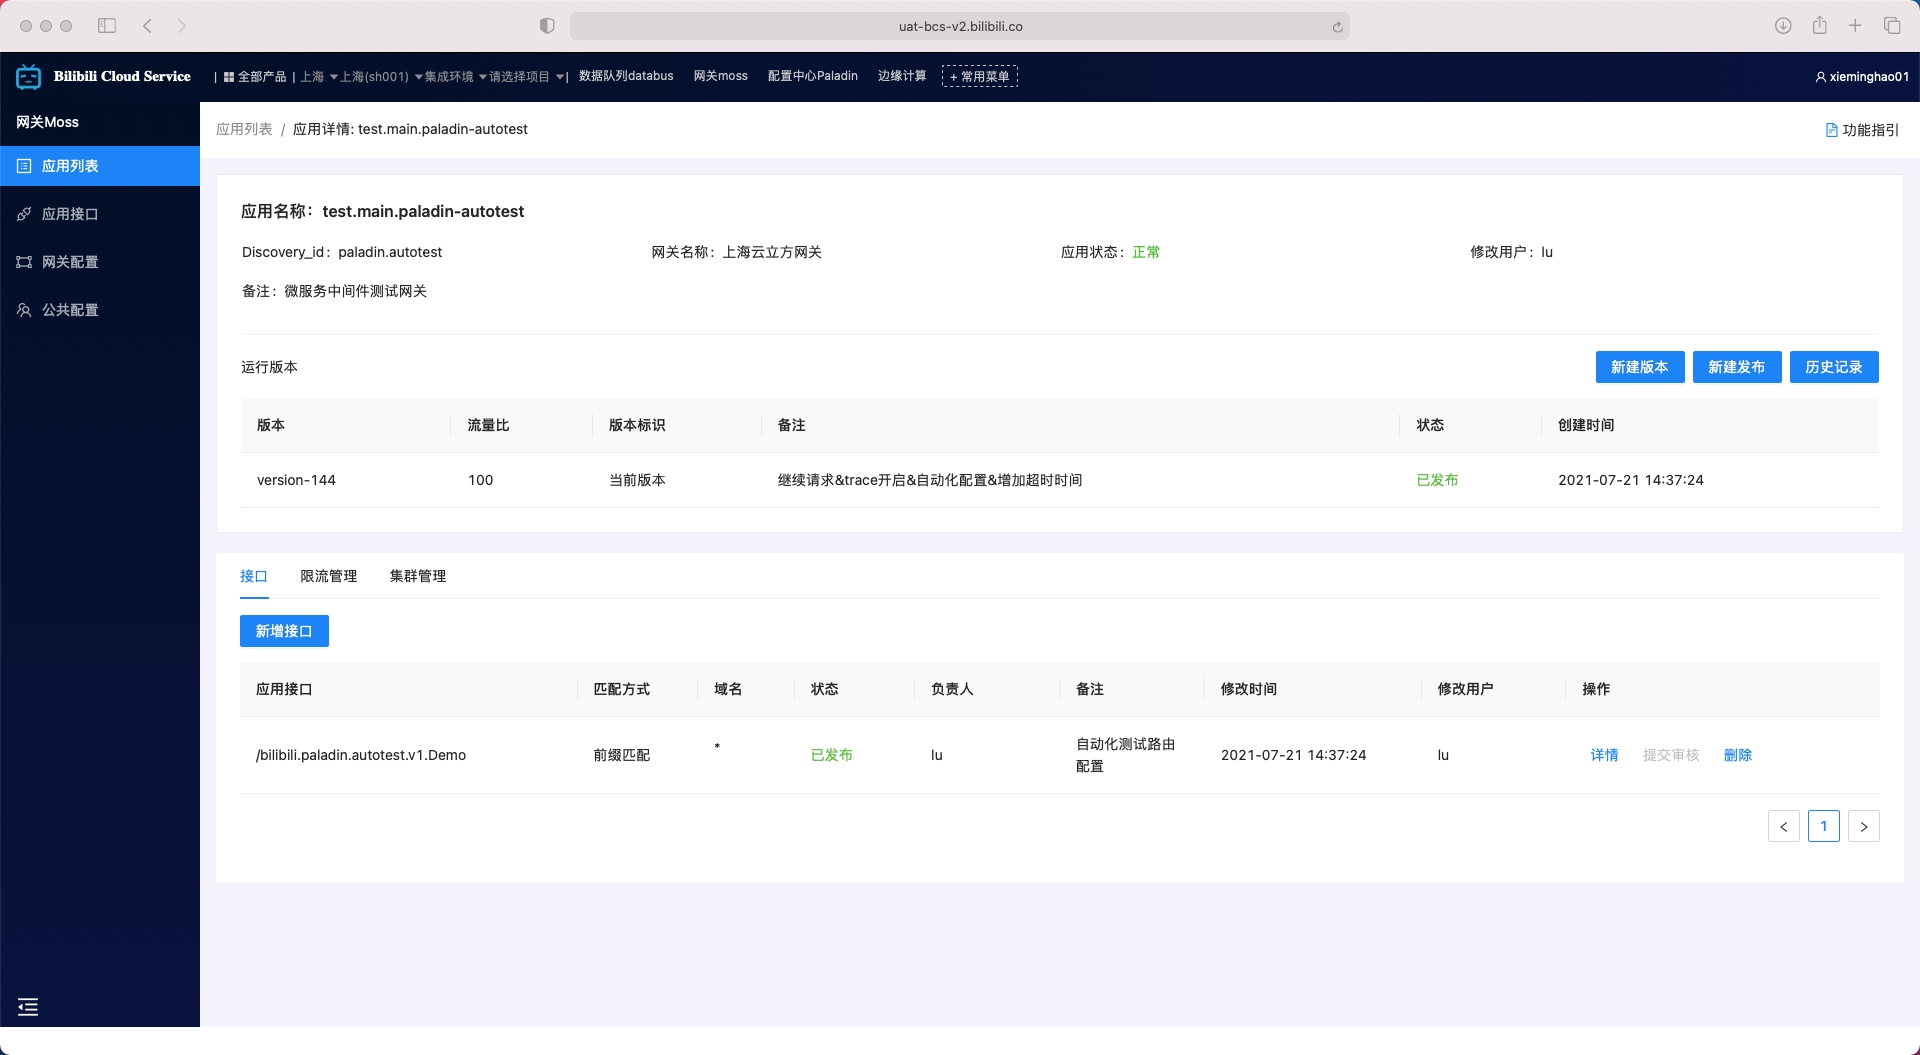 uat-bcs-v2.bilibili.co
Bilibili Cloud Service | 全部产品 | 上海 上海(sh001) 集成环境 请选择项目 | 数据队列databus 网关moss 配置中心Paladin 边缘计算 + 常用菜单 xieminghao01
网关Moss
应用列表
应用接口
网关配置
公共配置
应用列表 / 应用详情: test.main.paladin-autotest 功能指引
应用名称：test.main.paladin-autotest
Discovery_id：paladin.autotest 网关名称：上海云立方网关 应用状态：正常 修改用户：lu
备注：微服务中间件测试网关
运行版本 新建版本 新建发布 历史记录
版本 流量比 版本标识 备注 状态 创建时间
version-144 100 当前版本 继续请求&trace开启&自动化配置&增加超时时间 已发布 2021-07-21 14:37:24
接口 限流管理 集群管理
新增接口
应用接口 匹配方式 域名 状态 负责人 备注 修改时间 修改用户 操作
/bilibili.paladin.autotest.v1.Demo 前缀匹配 * 已发布 lu 自动化测试路由 2021-07-21 14:37:24 lu 详情 提交审核 删除
配置
< 1 >